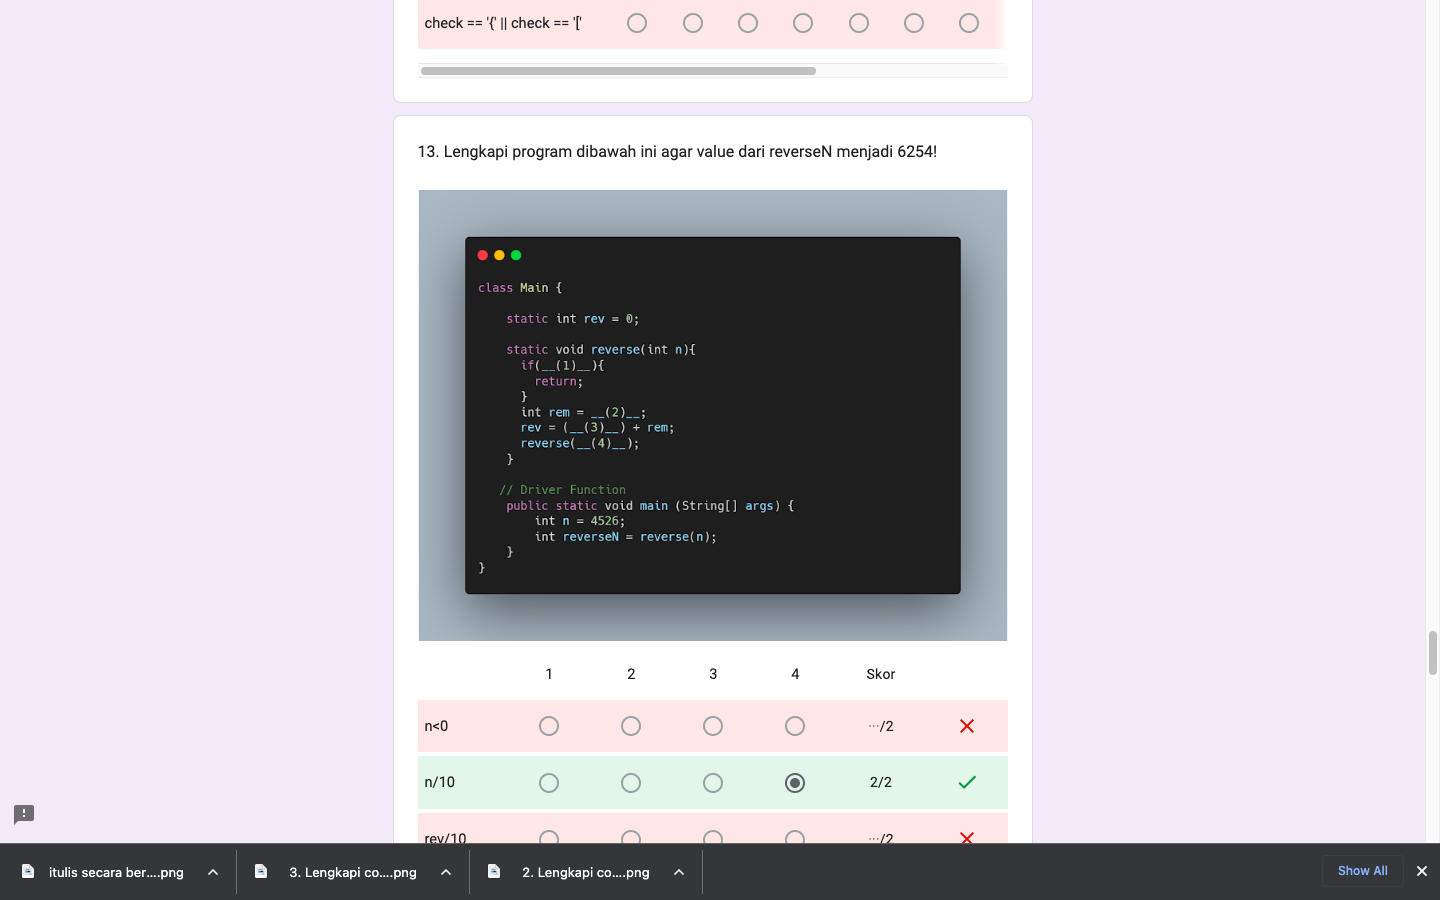 check == '{' || check == '['
13. Lengkapi program dibawah ini agar value dari reverseN menjadi 6254!
class Main {
static int rev = 0;
static void reverse(int n){
if(__(1)__){
return;
}
int rem = __(2)__;
rev = (__(3)__) + rem;
reverse(__(4)__);
}
// Driver Function
public static void main (String[] args) {
int n = 4526;
int reverseN = reverse(n);
}
}
1 2 3 4 Skor
n<0 ···/2
n/10 2/2
rev/10 ···/2
itulis secara ber....png 3. Lengkapi co....png 2. Lengkapi co....png Show All